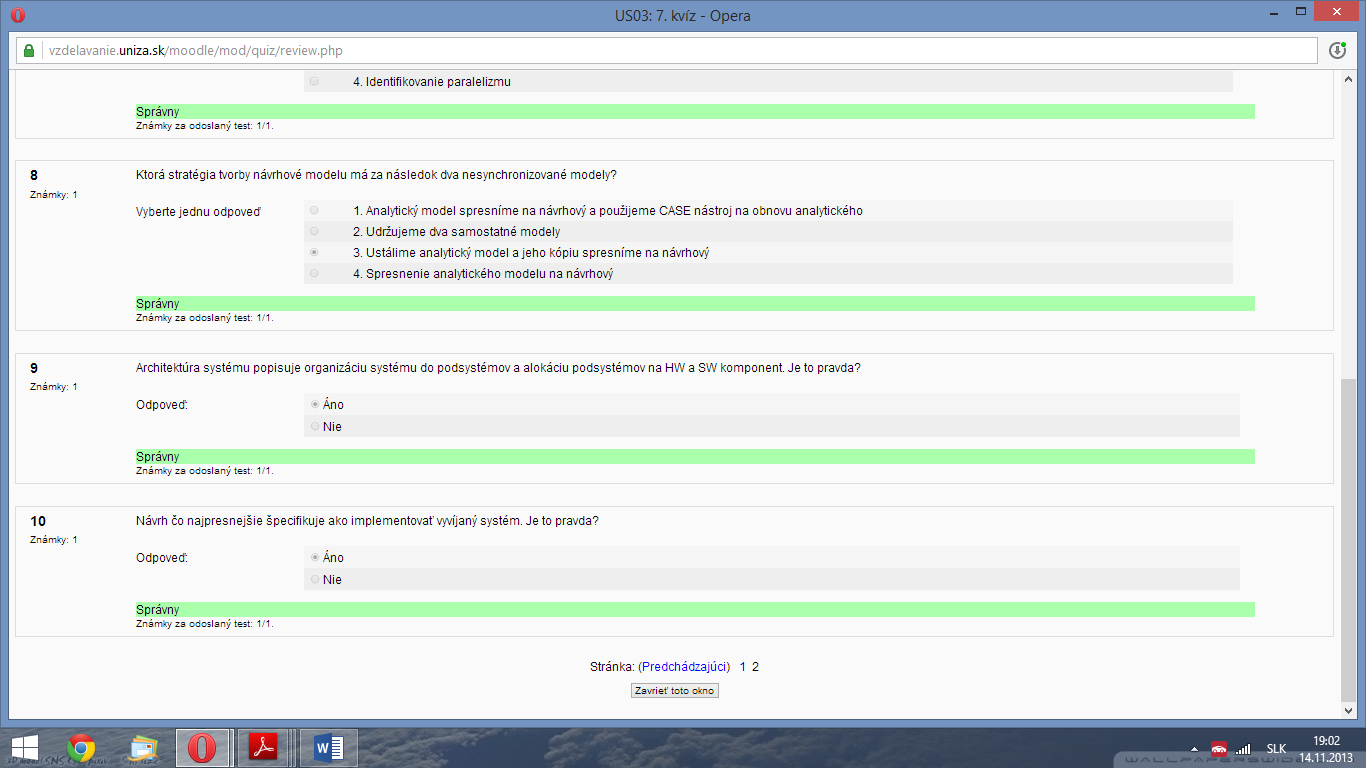 US03: 7. kvíz - Opera
vzdelavanie.uniza.sk/moodle/mod/quiz/review.php
4. Identifikovanie paralelizmu
Správny
Známky za odoslaný test: 1/1.
8
Známky: 1
Ktorá stratégia tvorby návrhové modelu má za následok dva nesynchronizované modely?
Vyberte jednu odpoveď
1. Analytický model spresníme na návrhový a použijeme CASE nástroj na obnovu analytického
2. Udržujeme dva samostatné modely
3. Ustálime analytický model a jeho kópiu spresníme na návrhový
4. Spresnenie analytického modelu na návrhový
Správny
Známky za odoslaný test: 1/1.
9
Známky: 1
Architektúra systému popisuje organizáciu systému do podsystémov a alokáciu podsystémov na HW a SW komponent. Je to pravda?
Odpoveď:
Áno
Nie
Správny
Známky za odoslaný test: 1/1.
10
Známky: 1
Návrh čo najpresnejšie špecifikuje ako implementovať vyvíjaný systém. Je to pravda?
Odpoveď:
Áno
Nie
Správny
Známky za odoslaný test: 1/1.
Stránka: (Predchádzajúci) 1 2
Zavrieť toto okno
SLK
19:02
14.11.2013